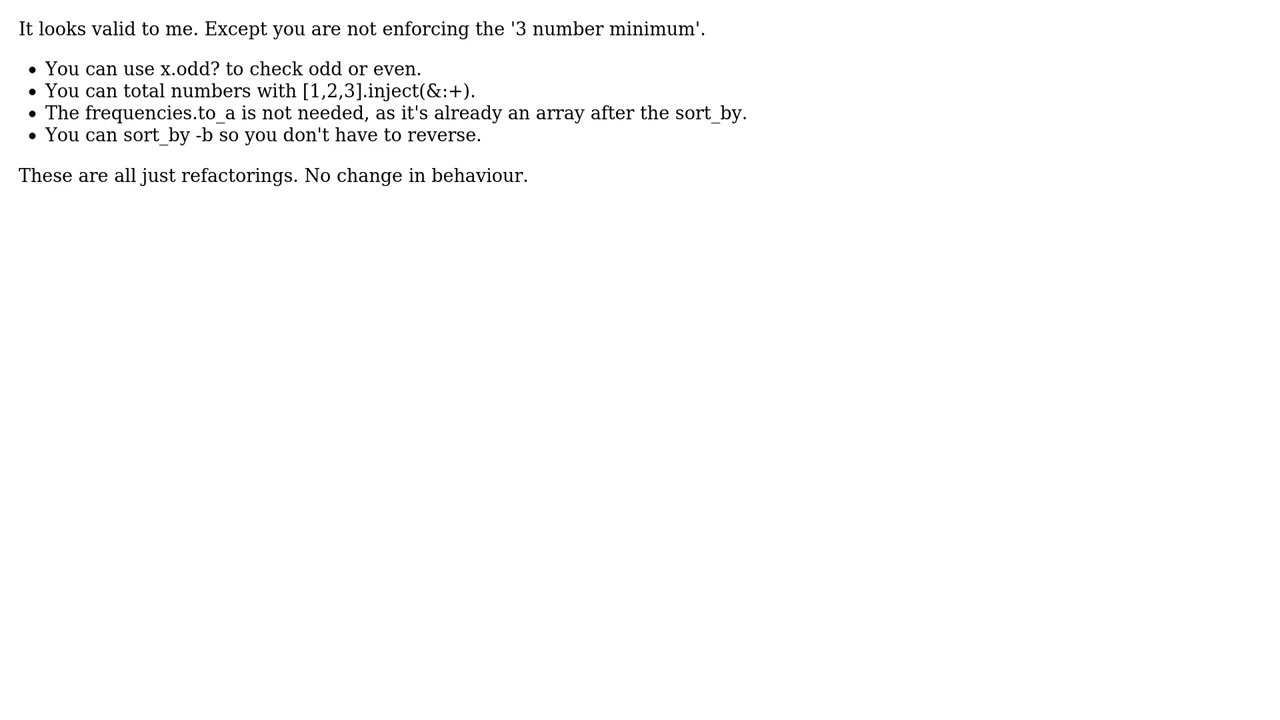 It looks valid to me. Except you are not enforcing the '3 number minimum'.
• You can use x.odd? to check odd or even.
• You can total numbers with [1,2,3].inject(&:+).
• The frequencies.to_a is not needed, as it's already an array after the sort_by.
• You can sort_by -b so you don't have to reverse.
These are all just refactorings. No change in behaviour.